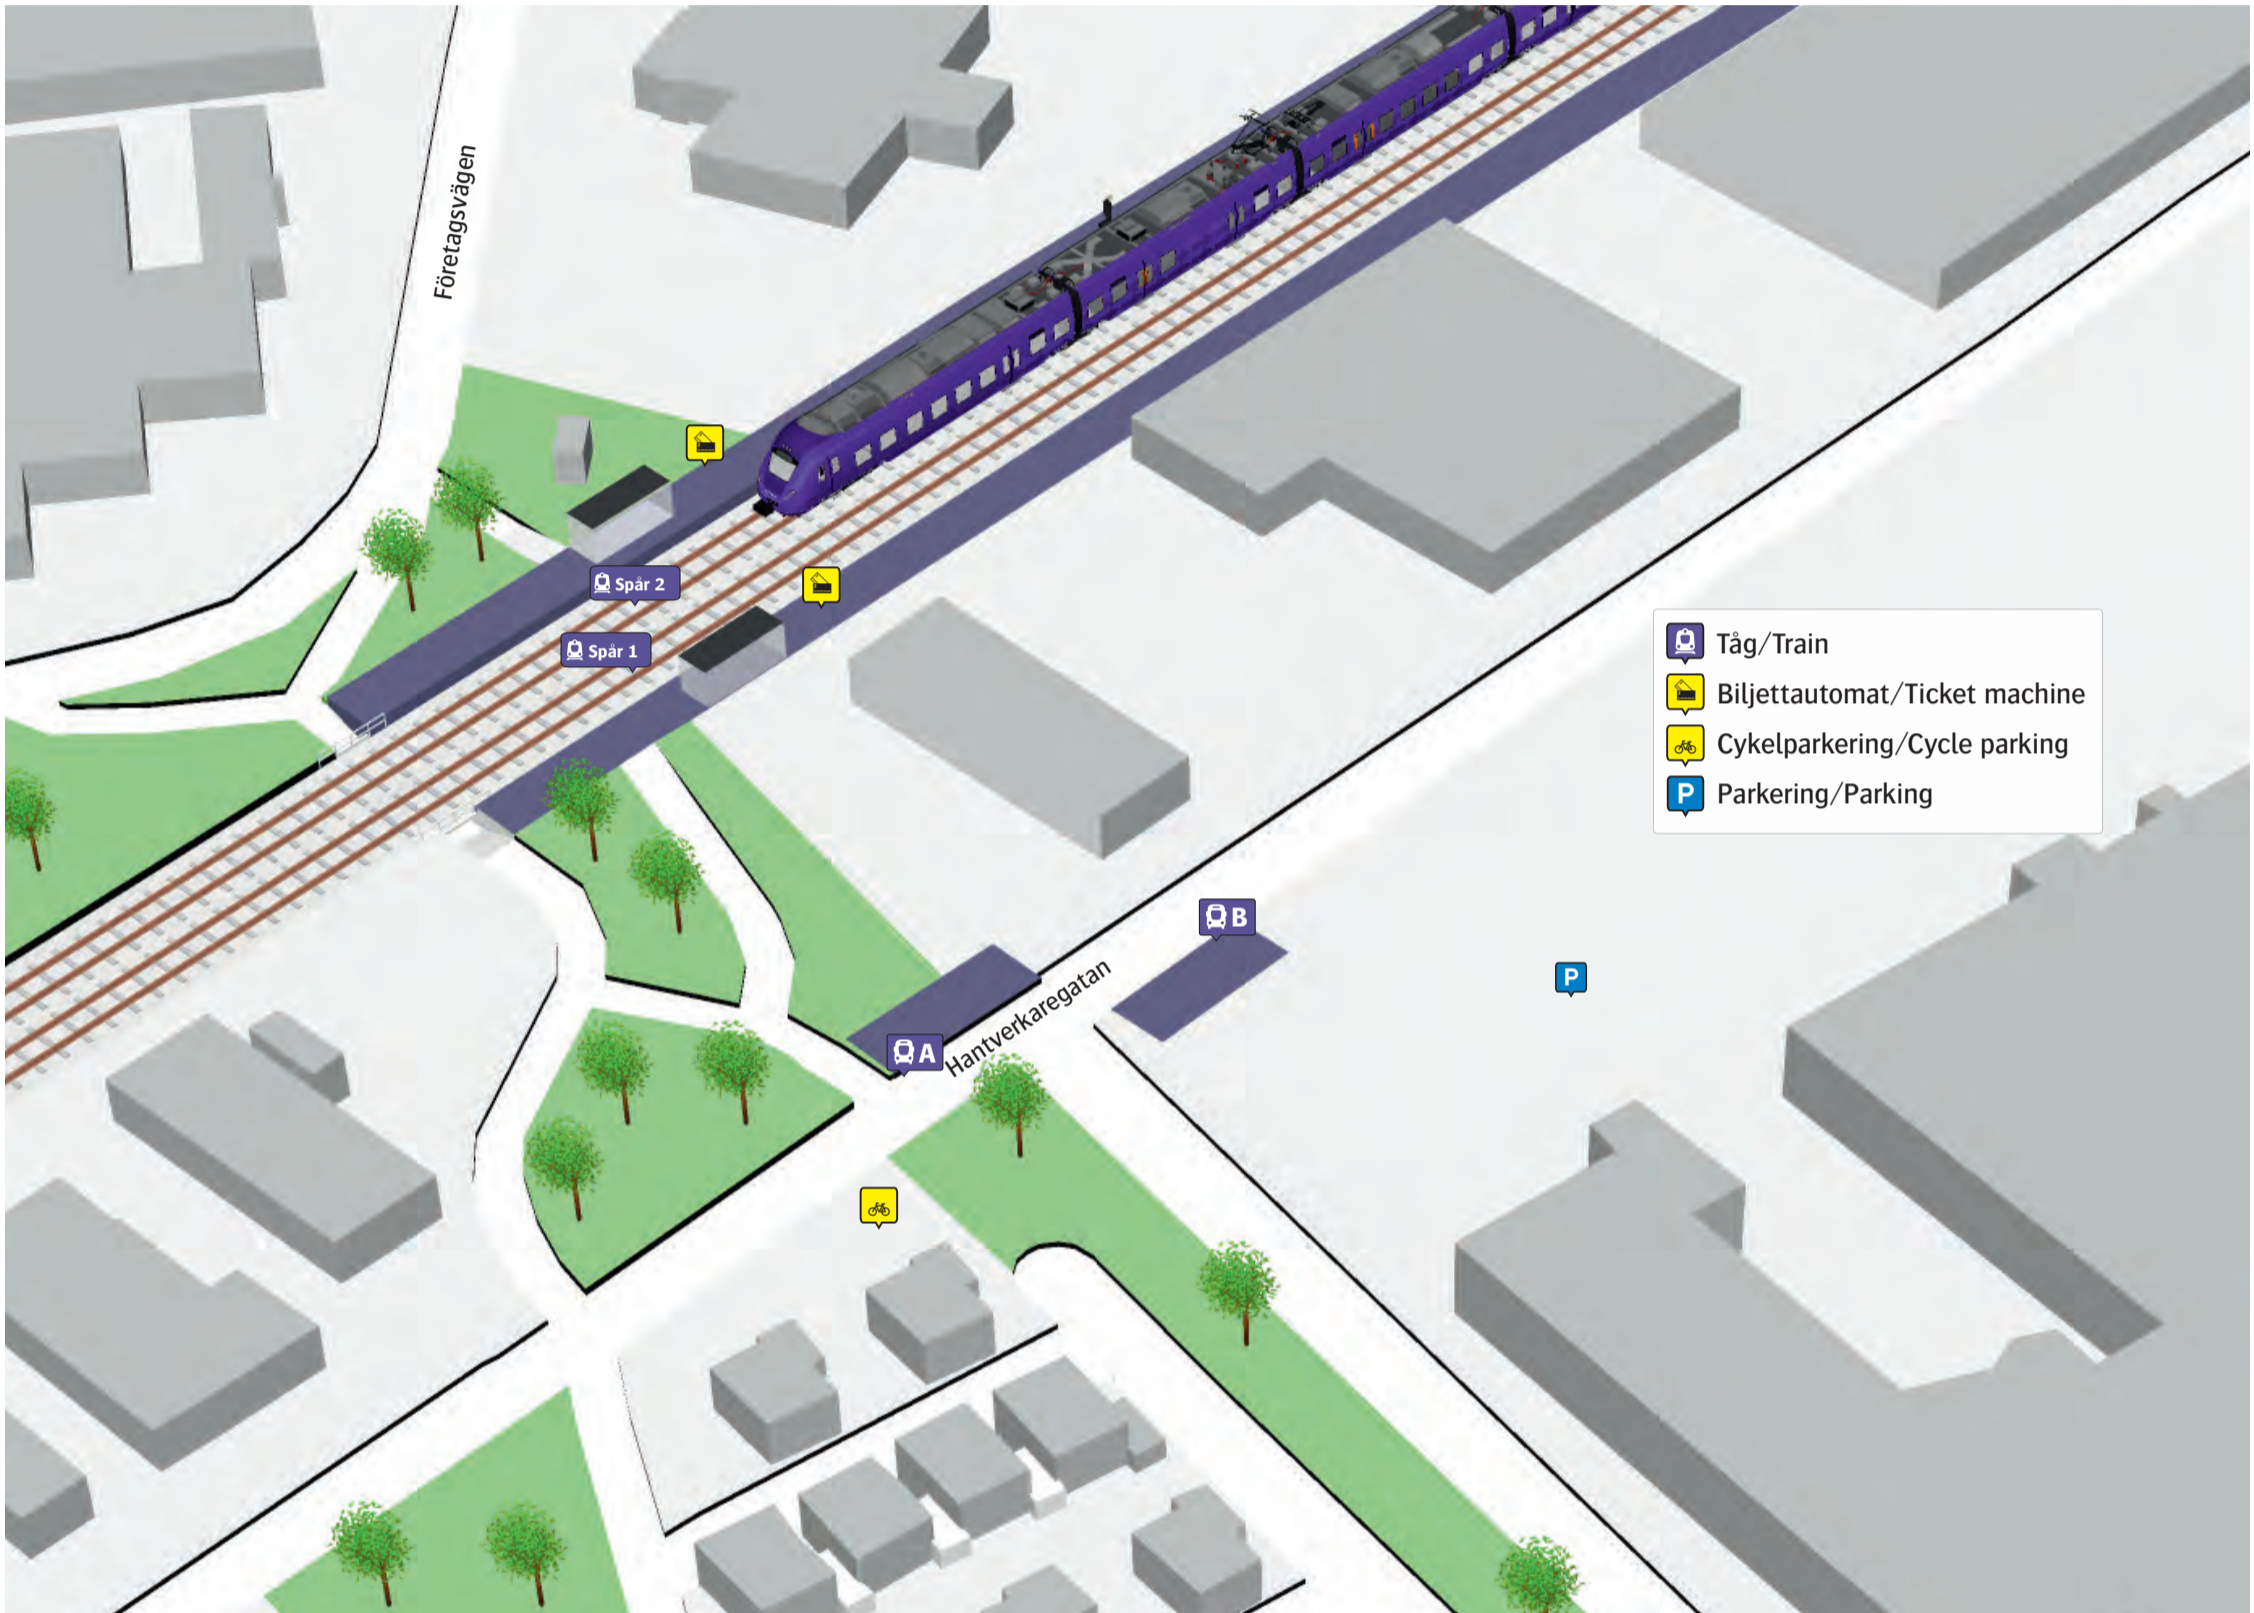 Företagsvägen
Spår 2
Spår 1
Tåg/Train
Biljettautomat/Ticket machine
Cykelparkering/Cycle parking
P Parkering/Parking
B
P
A
Hantverkaregatan